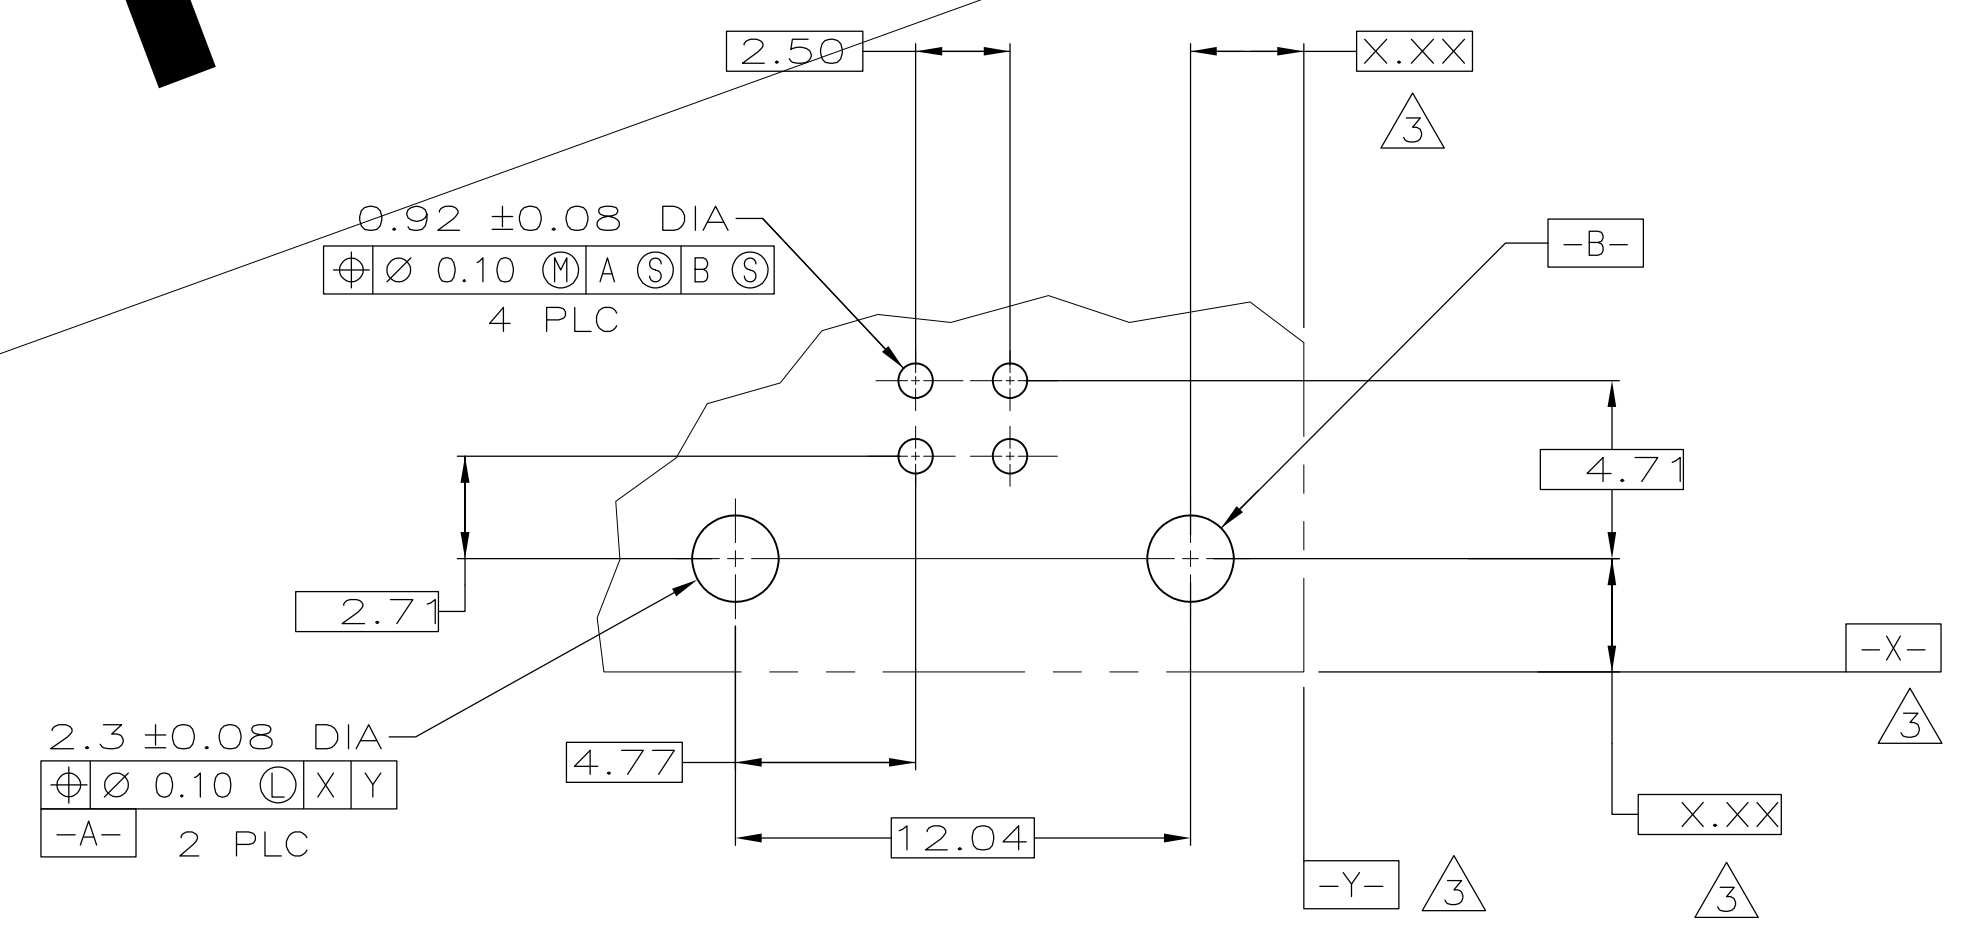 2.50
X.XX
3
0.92 ±0.08 DIA
⌖ ⌀ 0.10 Ⓜ A Ⓢ B Ⓢ
4 PLC
-B-
4.71
2.71
-X-
3
2.3 ±0.08 DIA
⌖ ⌀ 0.10 Ⓛ X Y
-A- 2 PLC
4.77
12.04
X.XX
-Y- 3
3